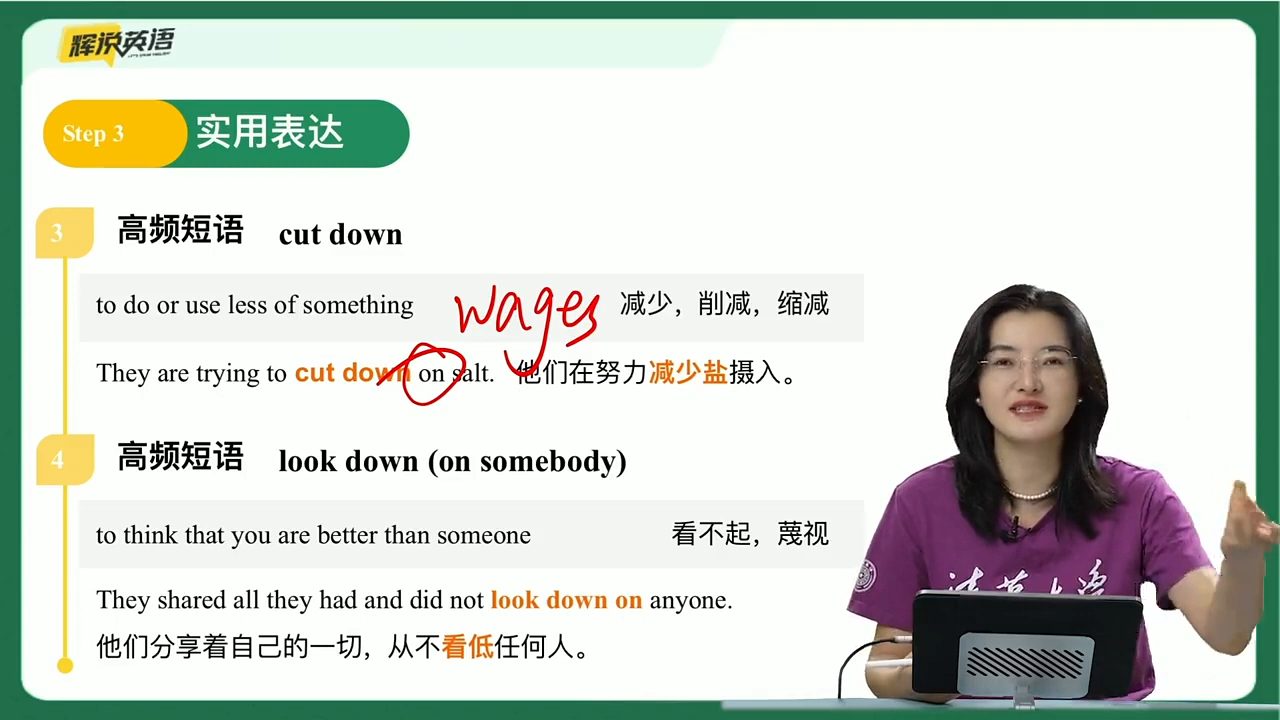 辉说英语
Step 3 实用表达
3 高频短语 cut down
to do or use less of something wages 减少，削减，缩减
They are trying to cut down on salt. 他们在努力减少盐摄入。
4 高频短语 look down (on somebody)
to think that you are better than someone 看不起，蔑视
They shared all they had and did not look down on anyone.
他们分享着自己的一切，从不看低任何人。
清华大学